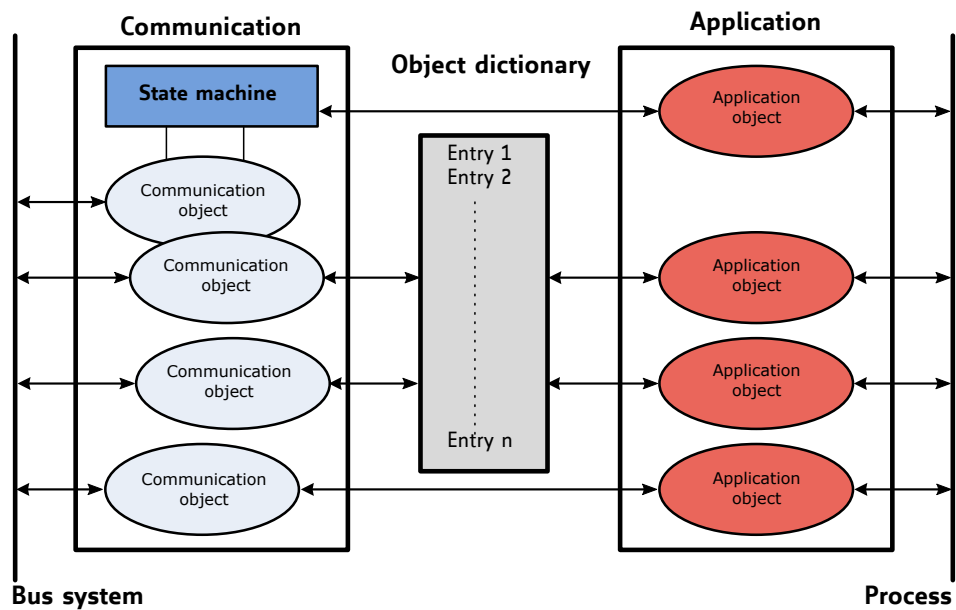 Communication
Application
Object dictionary
State machine
Application
object
Entry 1
Entry 2
Communication
object
Communication
object
Application
object
Communication
object
Application
object
Entry n
Communication
object
Application
object
Bus system
Process